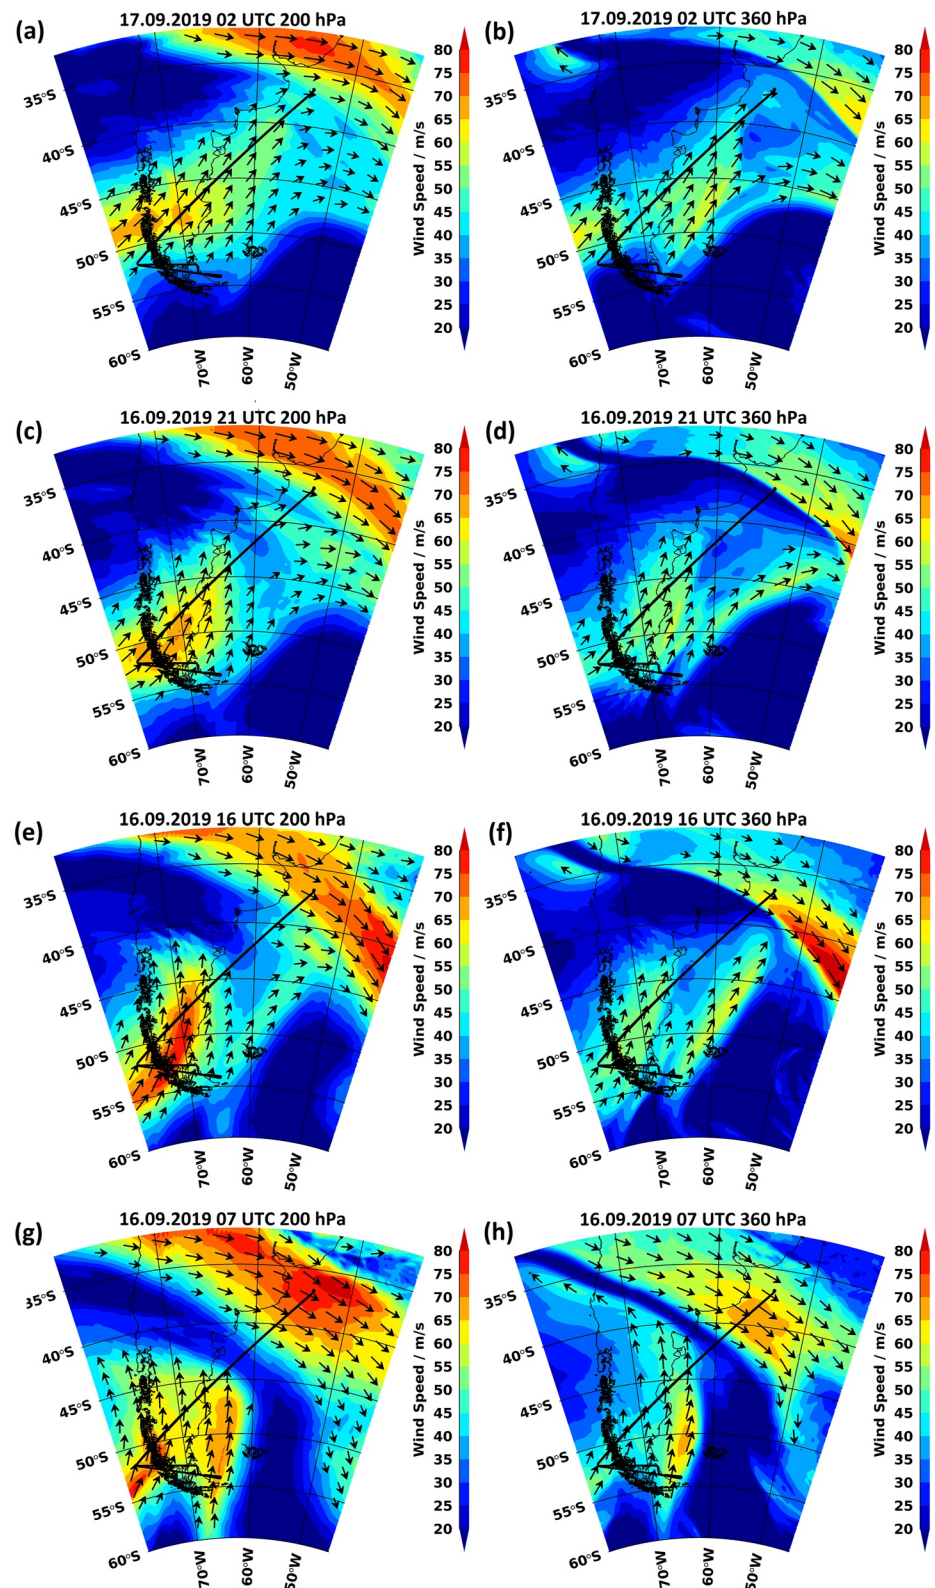 (a) 17.09.2019 02 UTC 200 hPa
35°S
40°S
45°S
50°S
55°S
60°S
70°W
60°W
50°W
80
75
70
65
60
55
50
45
40
35
30
25
20
Wind Speed / m/s
(b) 17.09.2019 02 UTC 360 hPa
35°S
40°S
45°S
50°S
55°S
60°S
70°W
60°W
50°W
80
75
70
65
60
55
50
45
40
35
30
25
20
Wind Speed / m/s
(c) 16.09.2019 21 UTC 200 hPa
35°S
40°S
45°S
50°S
55°S
60°S
70°W
60°W
50°W
80
75
70
65
60
55
50
45
40
35
30
25
20
Wind Speed / m/s
(d) 16.09.2019 21 UTC 360 hPa
35°S
40°S
45°S
50°S
55°S
60°S
70°W
60°W
50°W
80
75
70
65
60
55
50
45
40
35
30
25
20
Wind Speed / m/s
(e) 16.09.2019 16 UTC 200 hPa
35°S
40°S
45°S
50°S
55°S
60°S
70°W
60°W
50°W
80
75
70
65
60
55
50
45
40
35
30
25
20
Wind Speed / m/s
(f) 16.09.2019 16 UTC 360 hPa
35°S
40°S
45°S
50°S
55°S
60°S
70°W
60°W
50°W
80
75
70
65
60
55
50
45
40
35
30
25
20
Wind Speed / m/s
(g) 16.09.2019 07 UTC 200 hPa
35°S
40°S
45°S
50°S
55°S
60°S
70°W
60°W
50°W
80
75
70
65
60
55
50
45
40
35
30
25
20
Wind Speed / m/s
(h) 16.09.2019 07 UTC 360 hPa
35°S
40°S
45°S
50°S
55°S
60°S
70°W
60°W
50°W
80
75
70
65
60
55
50
45
40
35
30
25
20
Wind Speed / m/s